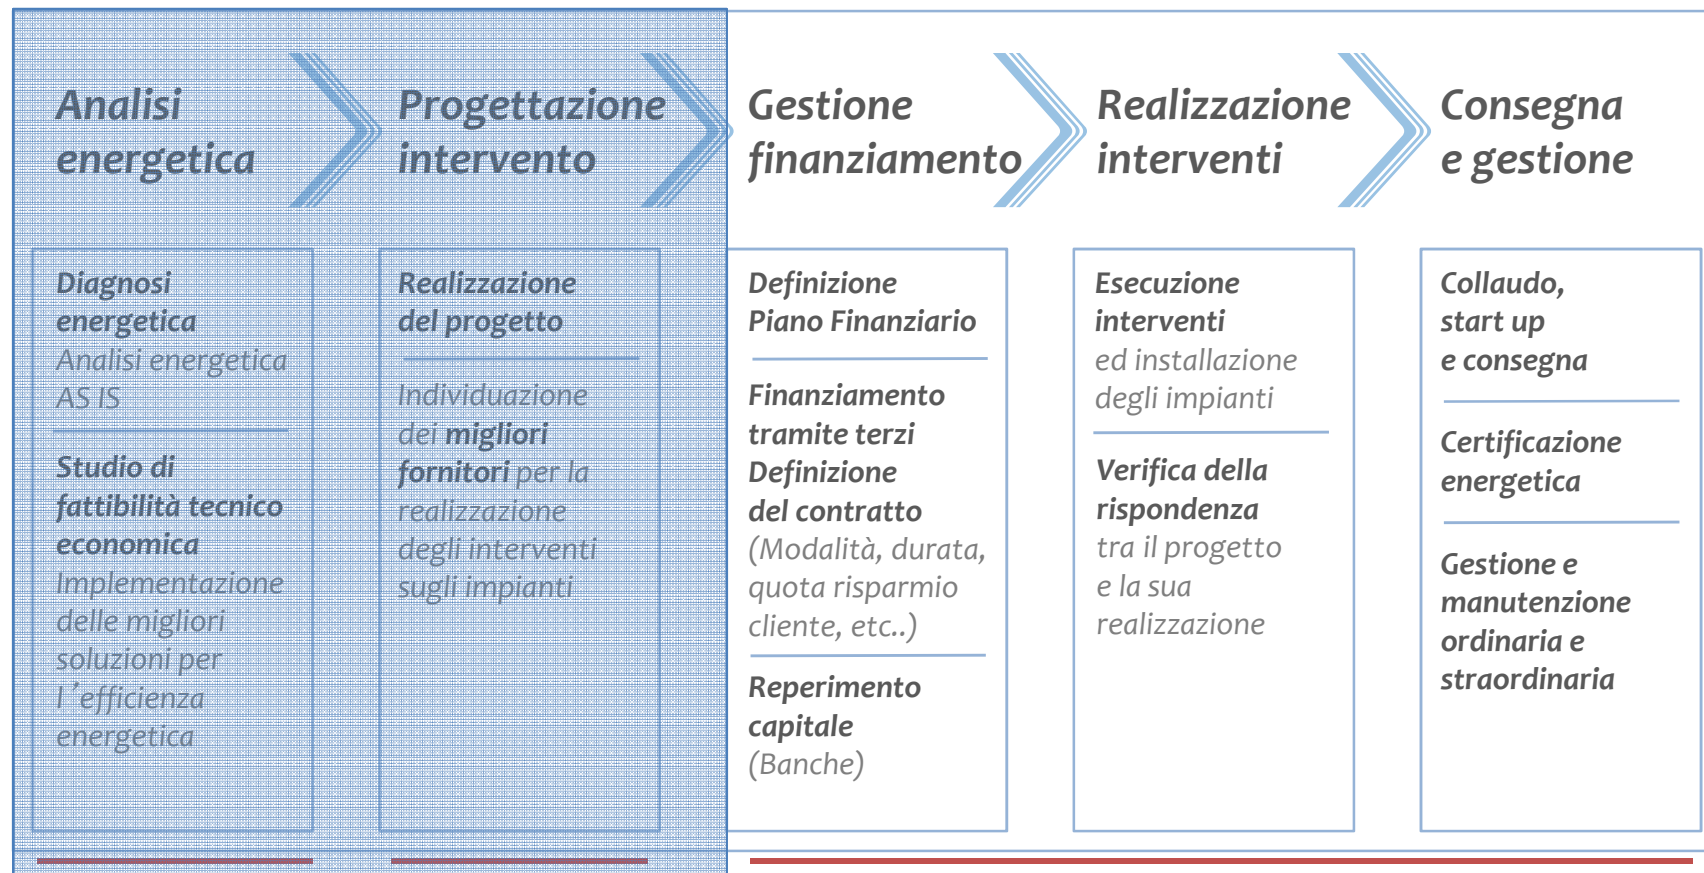 Analisi
energetica
Progettazione
intervento
Gestione
finanziamento
Realizzazione
interventi
Consegna
e gestione
Diagnosi
energetica
Analisi energetica
AS IS
Studio di
fattibilità tecnico
economica
Implementazione
delle migliori
soluzioni per
l'efficienza
energetica
Realizzazione
del progetto
Individuazione
dei migliori
fornitori per la
realizzazione
degli interventi
sugli impianti
Definizione
Piano Finanziario
Finanziamento
tramite terzi
Definizione
del contratto
(Modalità, durata,
quota risparmio
cliente, etc..)
Reperimento
capitale
(Banche)
Esecuzione
interventi
ed installazione
degli impianti
Verifica della
rispondenza
tra il progetto
e la sua
realizzazione
Collaudo,
start up
e consegna
Certificazione
energetica
Gestione e
manutenzione
ordinaria e
straordinaria